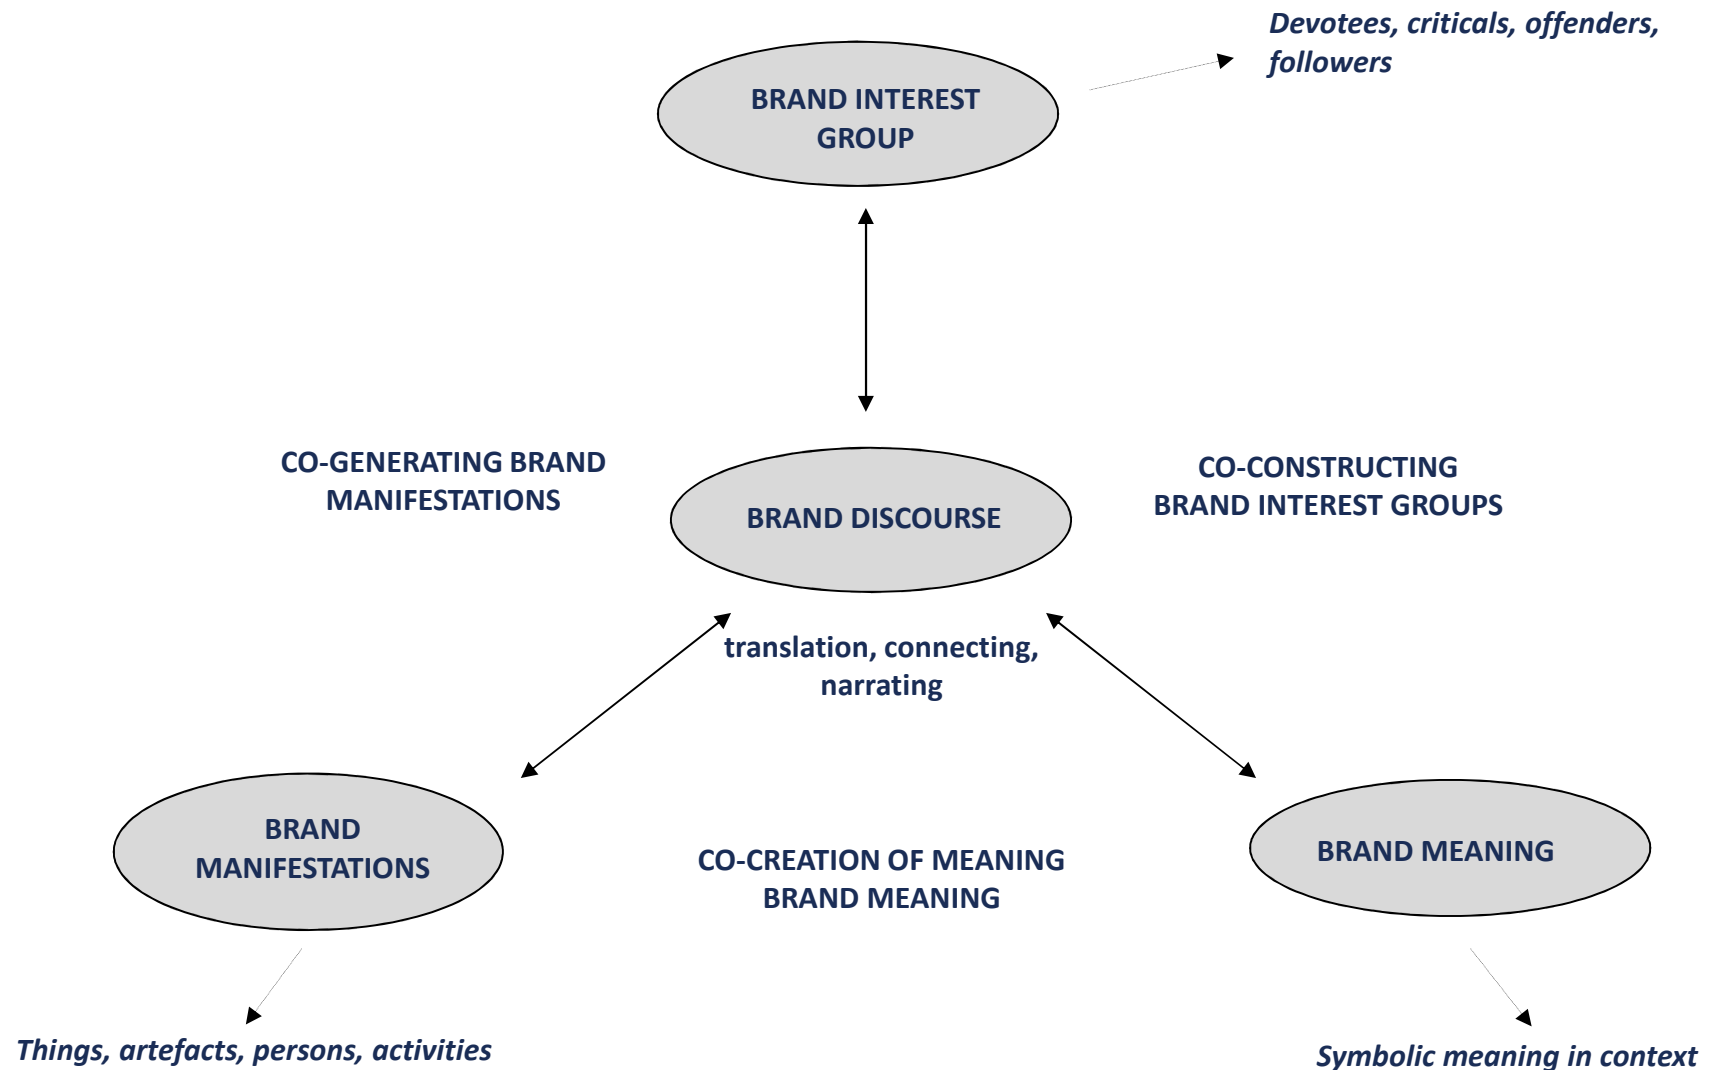 Devotees, criticals, offenders,
followers
BRAND INTEREST
GROUP
CO-GENERATING BRAND
MANIFESTATIONS
BRAND DISCOURSE
CO-CONSTRUCTING
BRAND INTEREST GROUPS
translation, connecting,
narrating
BRAND
MANIFESTATIONS
CO-CREATION OF MEANING
BRAND MEANING
BRAND MEANING
Things, artefacts, persons, activities
Symbolic meaning in context